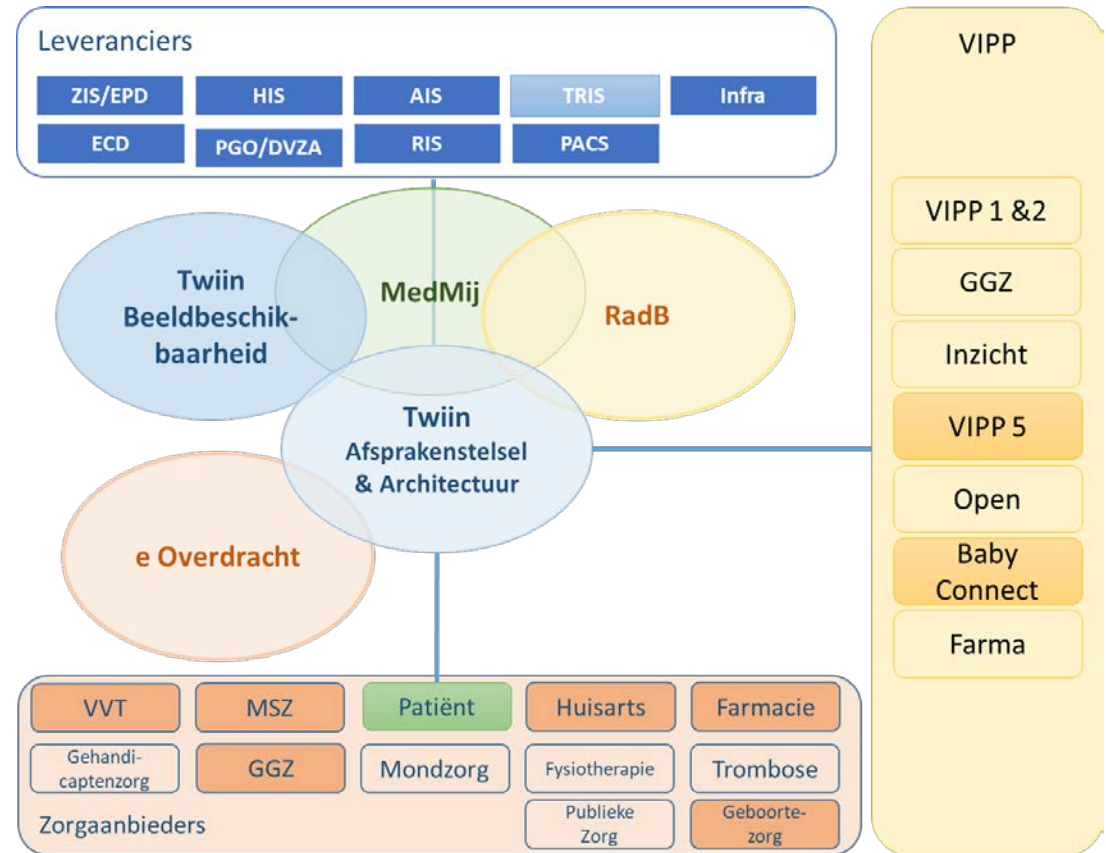 Leveranciers
ZIS/EPD
HIS
AIS
TRIS
Infra
ECD
PGO/DVZA
RIS
PACS
Twiin
Beeldbeschik-
baarheid
MedMij
RadB
Twiin
Afsprakenstelsel
& Architectuur
e Overdracht
VVT
MSZ
Patiënt
Huisarts
Farmacie
Gehandi-
captenzorg
GGZ
Mondzorg
Fysiotherapie
Trombose
Zorgaanbieders
Publieke
Zorg
Geboorte-
zorg
VIPP
VIPP 1 &2
GGZ
Inzicht
VIPP 5
Open
Baby
Connect
Farma